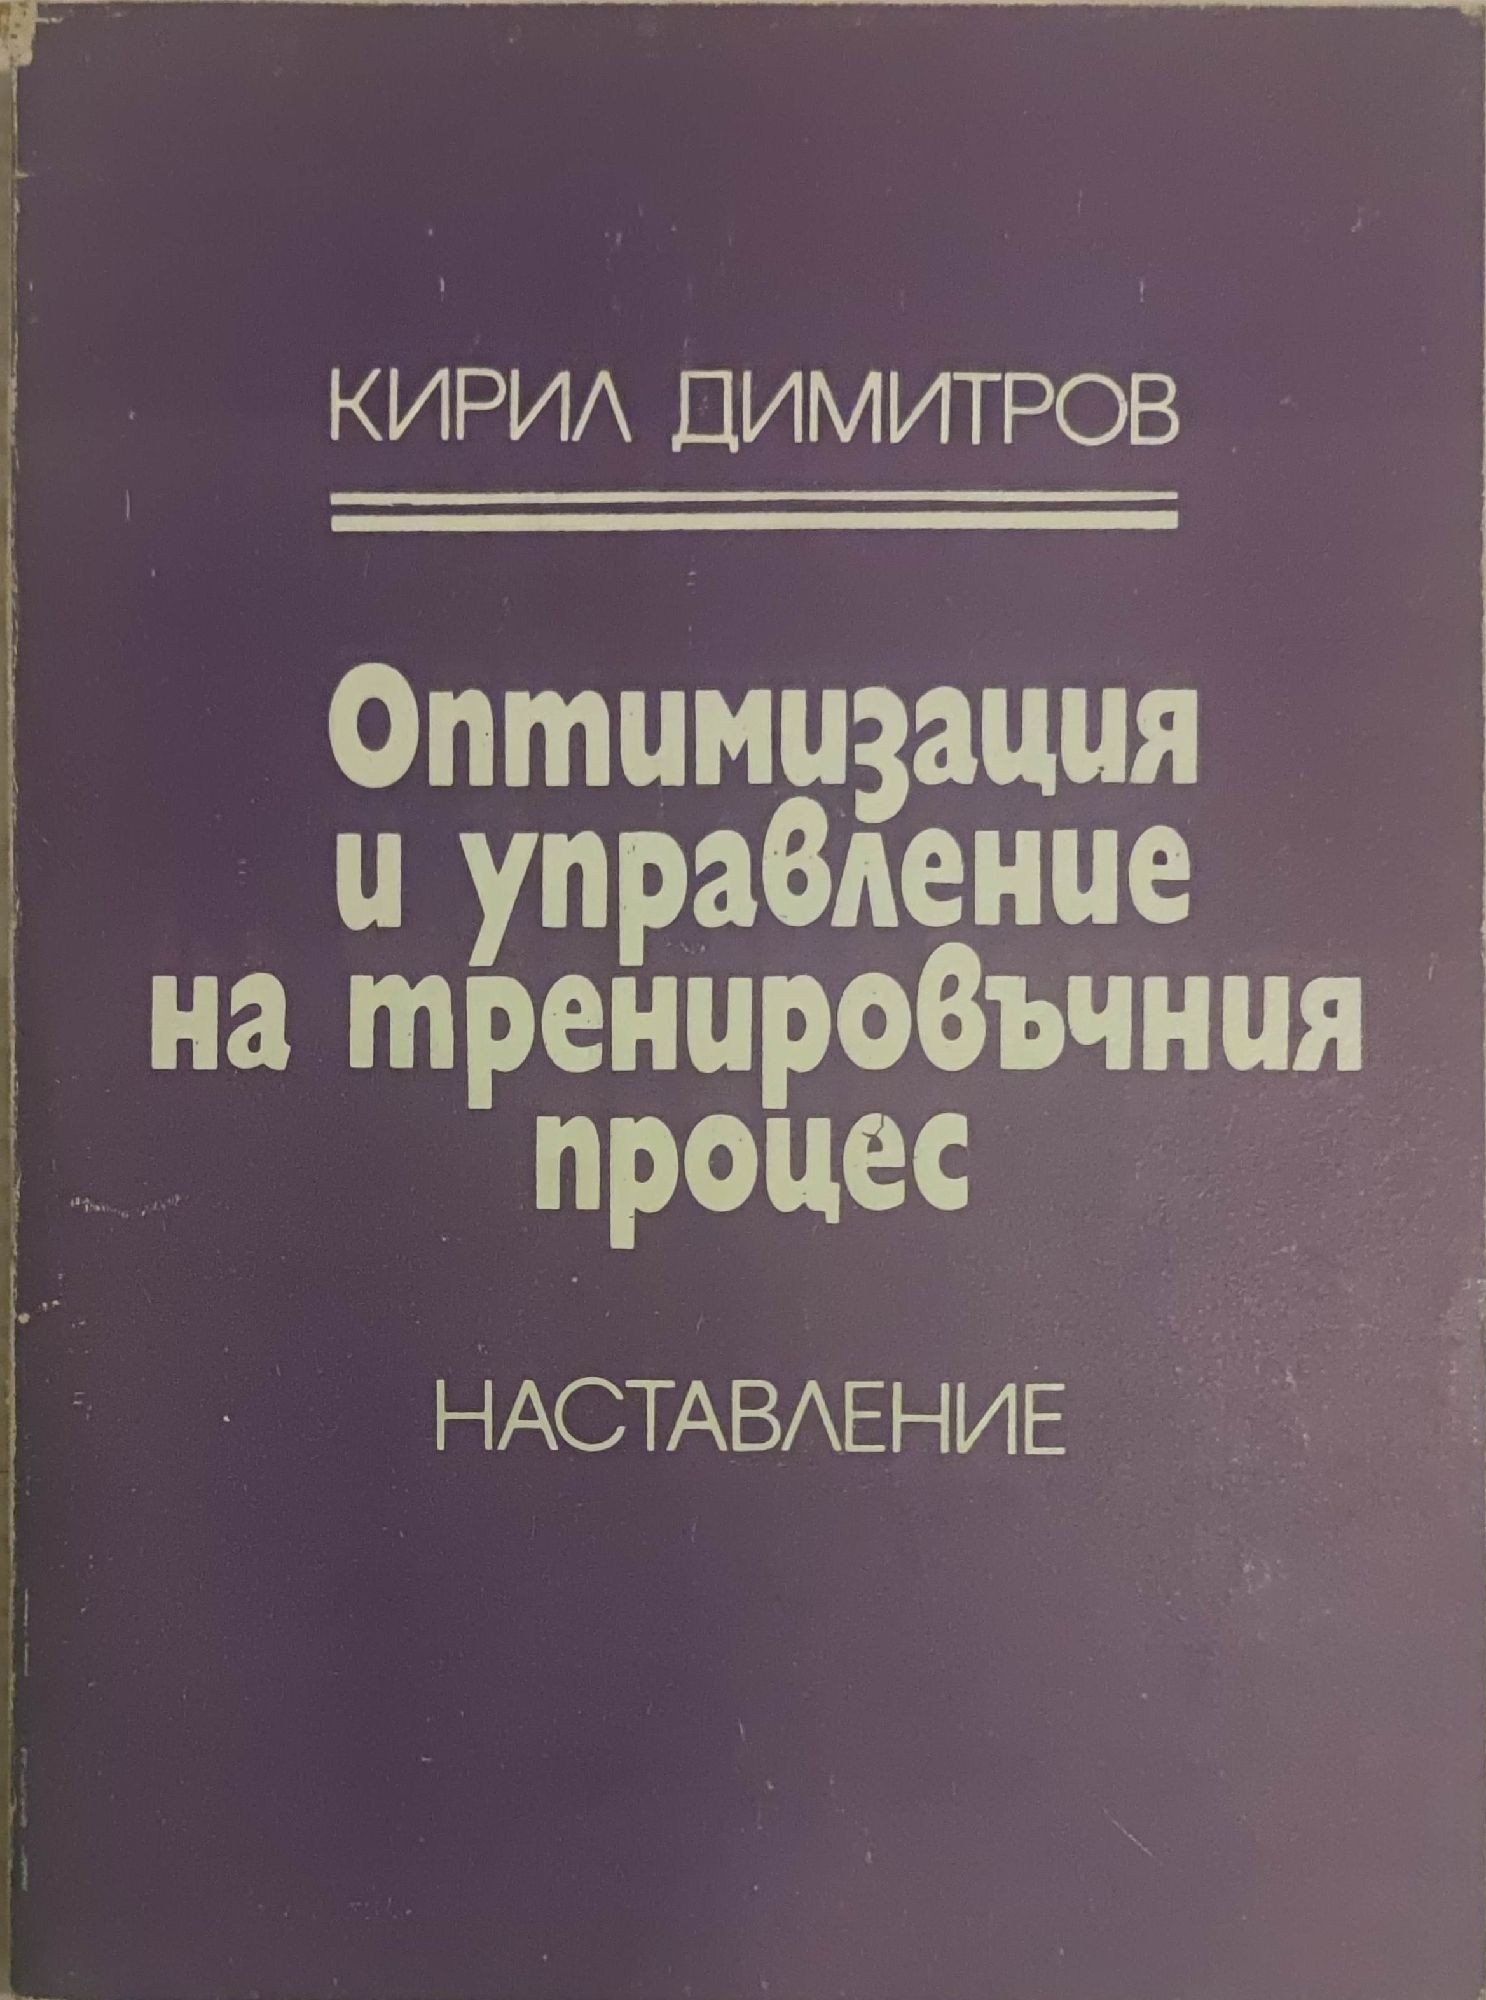 КИРИЛ ДИМИТРОВ
Оптимизация
и управление
на тренировъчния
процес
НАСТАВЛЕНИЕ